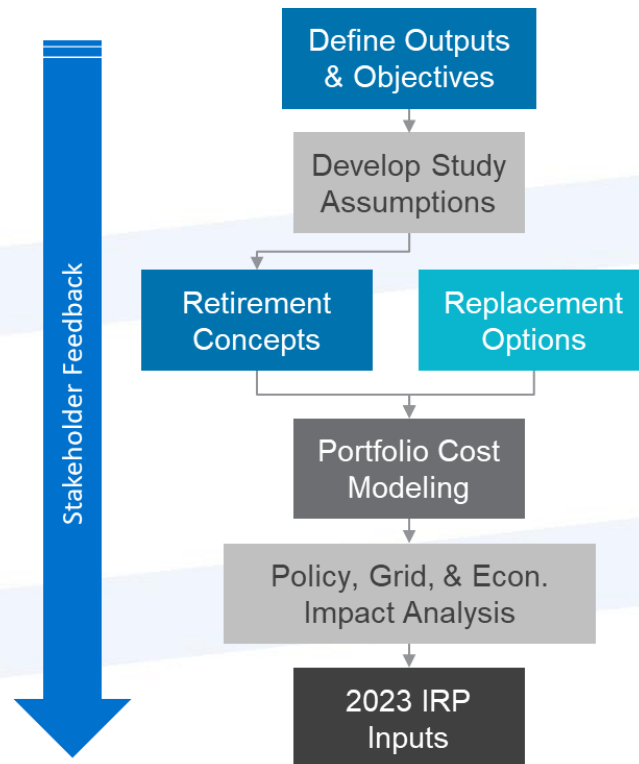 Define Outputs
& Objectives
Develop Study
Assumptions
Retirement
Concepts
Replacement
Options
Portfolio Cost
Modeling
Policy, Grid, & Econ.
Impact Analysis
2023 IRP
Inputs
Stakeholder Feedback